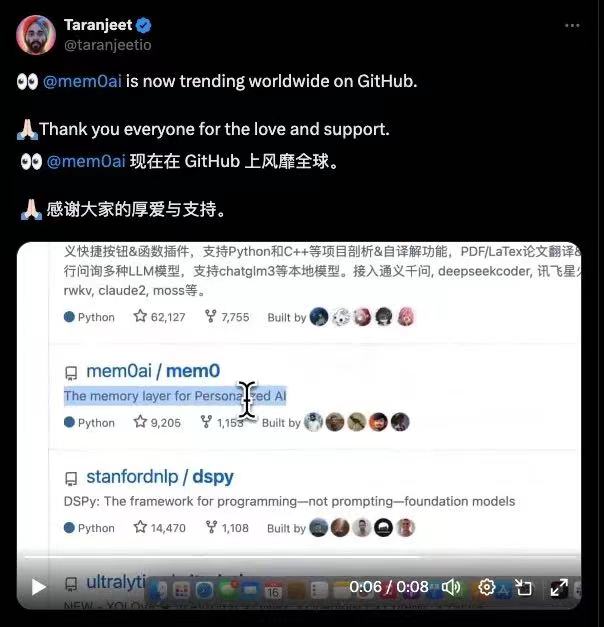 Taranjeet
@taranjeetio
@mem0ai is now trending worldwide on GitHub.
Thank you everyone for the love and support.
@mem0ai 现在在 GitHub 上风靡全球。
感谢大家的厚爱与支持。
义快捷按钮&函数插件，支持Python和C++等项目剖析&自译解功能，PDF/LaTex论文翻译&
行问询多种LLM模型，支持chatglm3等本地模型。接入通义千问, deepseekcoder, 讯飞星
rwkv, claude2, moss等。
Python 62,127 7,755 Built by
mem0ai / mem0
The memory layer for Personalized AI
Python 9,205 1,153 Built by
stanfordnlp / dspy
DSPy: The framework for programming—not prompting—foundation models
Python 14,470 1,108 Built by
16
0:06 / 0:08